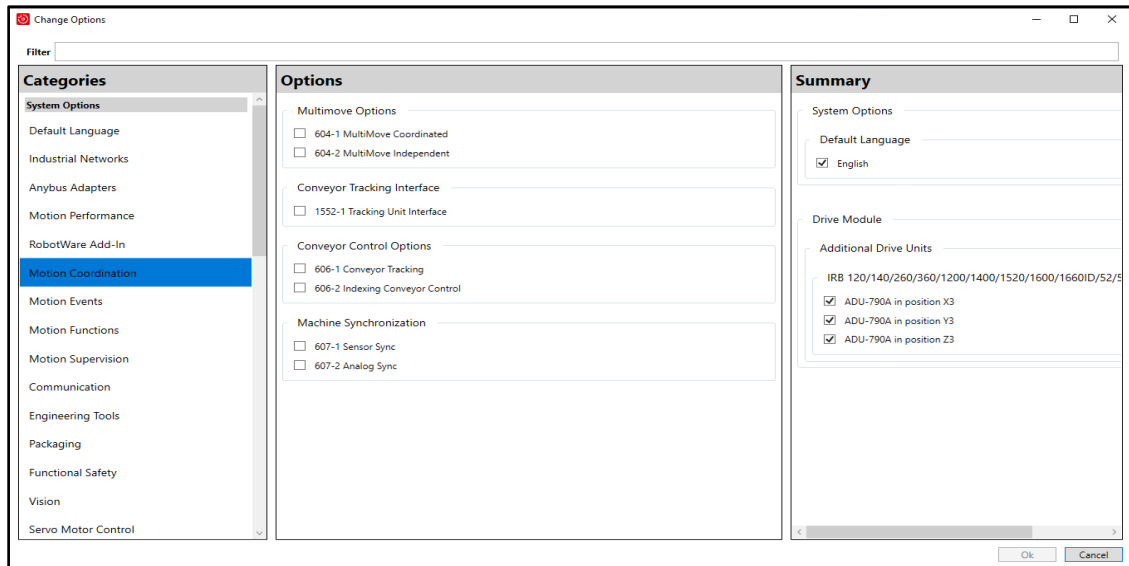 Change Options
Filter
Categories
System Options
Default Language
Industrial Networks
Anybus Adapters
Motion Performance
RobotWare Add-In
Motion Coordination
Motion Events
Motion Functions
Motion Supervision
Communication
Engineering Tools
Packaging
Functional Safety
Vision
Servo Motor Control
Options
Multimove Options
604-1 MultiMove Coordinated
604-2 MultiMove Independent
Conveyor Tracking Interface
1552-1 Tracking Unit Interface
Conveyor Control Options
606-1 Conveyor Tracking
606-2 Indexing Conveyor Control
Machine Synchronization
607-1 Sensor Sync
607-2 Analog Sync
Summary
System Options
Default Language
English
Drive Module
Additional Drive Units
IRB 120/140/260/360/1200/1400/1520/1600/1660ID/52/5
ADU-790A in position X3
ADU-790A in position Y3
ADU-790A in position Z3
Ok
Cancel